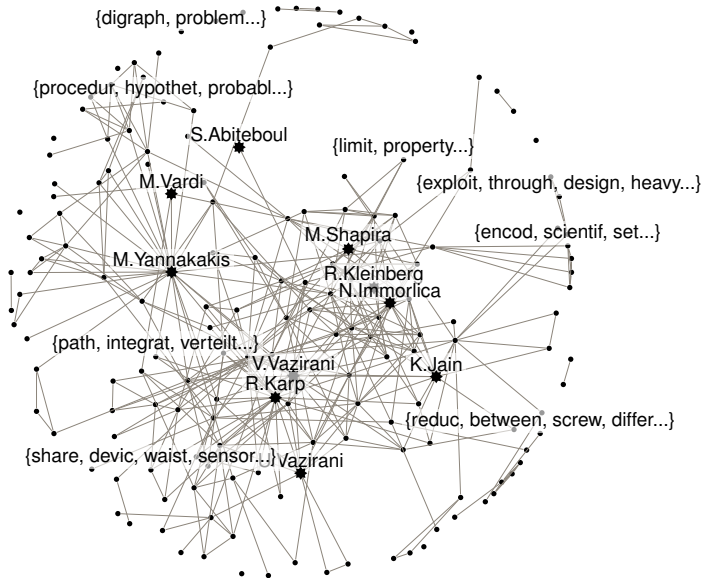 {digraph, problem...}
{procedur, hypothet, probabl...}
S.Abiteboul
{limit, property...}
M.Vardi
{exploit, through, design, heavy...}
M.Shapira
{encod, scientif, set...}
M.Yannakakis
R.Kleinberg
N.Immorlica
{path, integrat, verteilt...}
V.Vazirani
K.Jain
R.Karp
{reduc, between, screw, differ...}
{share, devic, waist, sensor...}
Vazirani